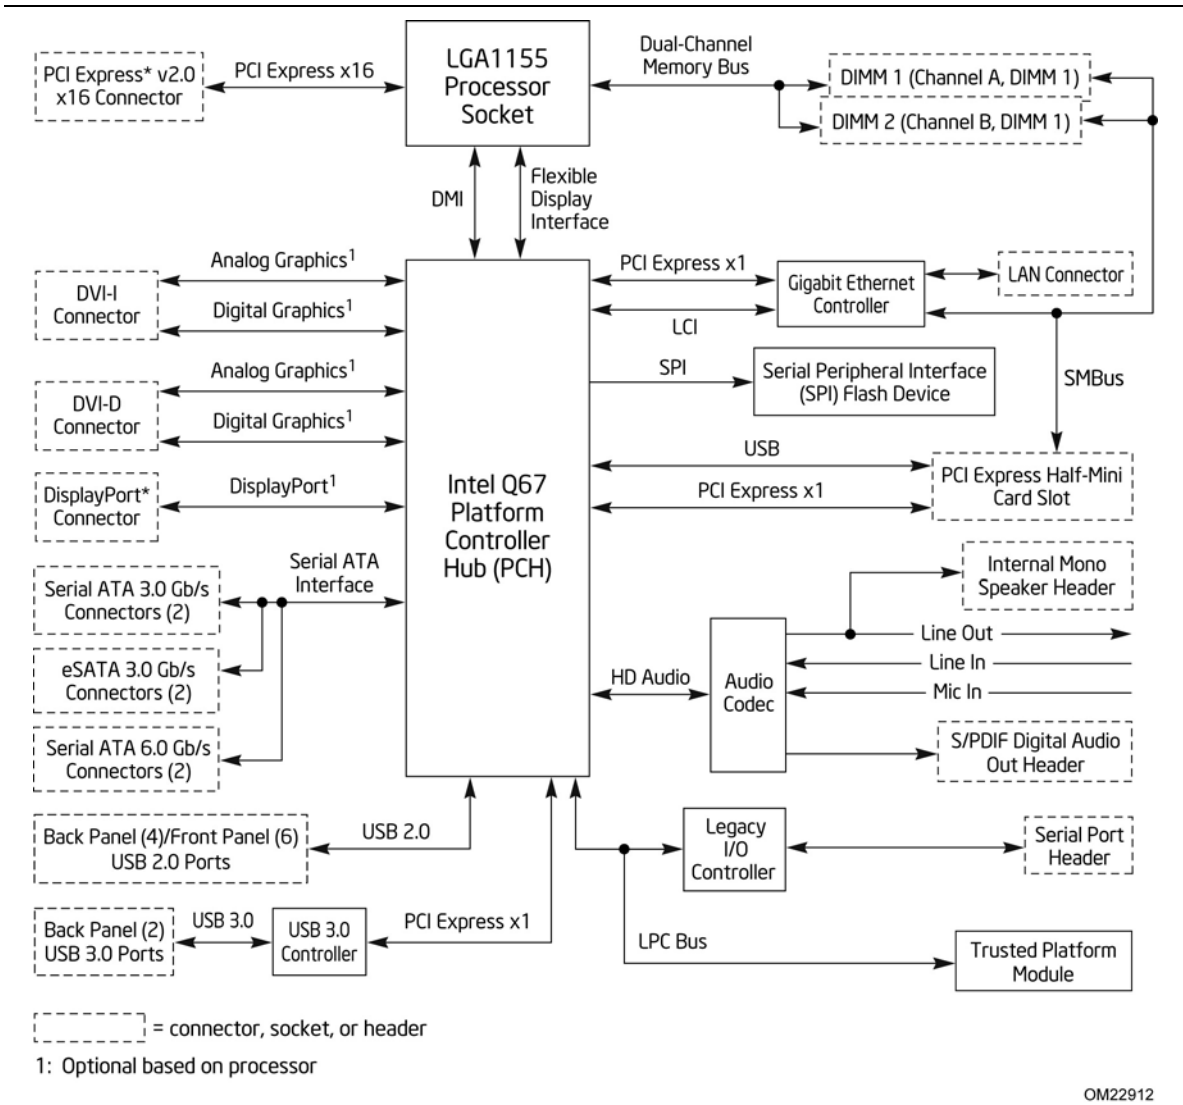 LGA1155
Processor
Socket
PCI Express* v2.0
x16 Connector
PCI Express x16
Dual-Channel
Memory Bus
DIMM 1 (Channel A, DIMM 1)
DIMM 2 (Channel B, DIMM 1)
DMI
Flexible
Display
Interface
Analog Graphics1
DVI-I
Connector
Digital Graphics1
Analog Graphics1
DVI-D
Connector
Digital Graphics1
DisplayPort*
Connector
DisplayPort1
Intel Q67
Platform
Controller
Hub (PCH)
PCI Express x1
LCI
Gigabit Ethernet
Controller
LAN Connector
SPI
Serial Peripheral Interface
(SPI) Flash Device
SMBus
USB
PCI Express x1
PCI Express Half-Mini
Card Slot
Serial ATA
Interface
Serial ATA 3.0 Gb/s
Connectors (2)
eSATA 3.0 Gb/s
Connectors (2)
Serial ATA 6.0 Gb/s
Connectors (2)
Internal Mono
Speaker Header
HD Audio
Audio
Codec
Line Out
Line In
Mic In
S/PDIF Digital Audio
Out Header
Back Panel (4)/Front Panel (6)
USB 2.0 Ports
USB 2.0
Legacy
I/O
Controller
Serial Port
Header
Back Panel (2)
USB 3.0 Ports
USB 3.0
USB 3.0
Controller
PCI Express x1
LPC Bus
Trusted Platform
Module
= connector, socket, or header
1: Optional based on processor
OM22912